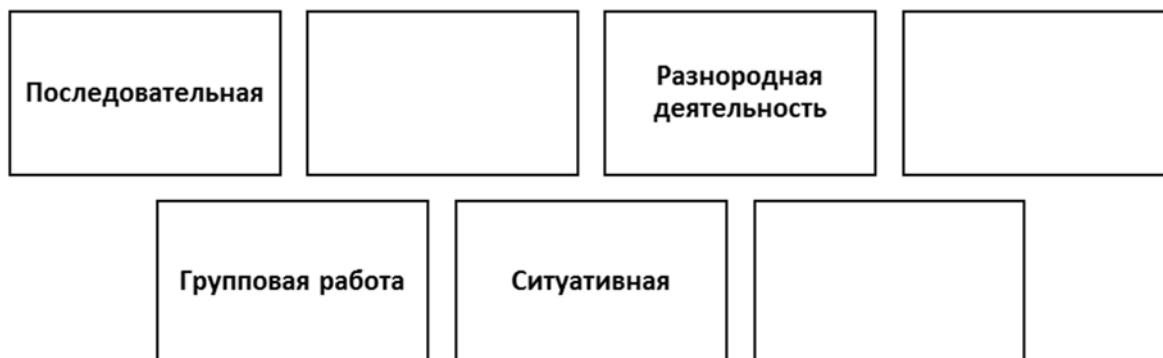 Последовательная
Разнородная
деятельность
Групповая работа
Ситуативная